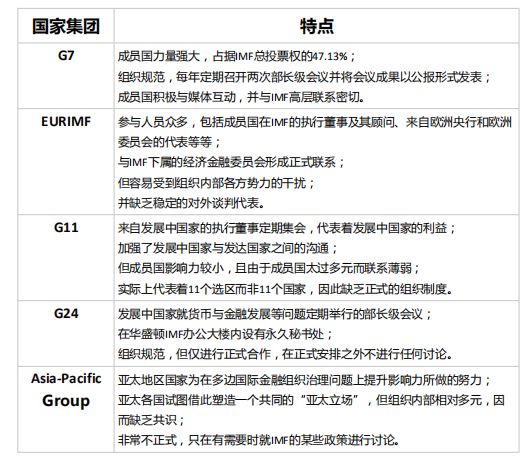 国家集团 特点
G7 成员国力量强大，占据IMF总投票权的47.13%；
组织规范，每年定期召开两次部长级会议并将会议成果以公报形式发表；
成员国积极与媒体互动，并与IMF高层联系密切。
EURIMF 参与人员众多，包括成员国在IMF的执行董事及其顾问、来自欧洲央行和欧洲
委员会的代表等等；
与IMF下属的经济金融委员会形成正式联系；
但容易受到组织内部各方势力的干扰；
并缺乏稳定的对外谈判代表。
G11 来自发展中国家的执行董事定期集会，代表着发展中国家的利益；
加强了发展中国家与发达国家之间的沟通；
但成员国影响力较小，且由于成员国太过多元而联系薄弱；
实际上代表着11个选区而非11个国家，因此缺乏正式的组织制度。
G24 发展中国家就货币与金融发展等问题定期举行的部长级会议；
在华盛顿IMF办公大楼内设有永久秘书处；
组织规范，但仅进行正式合作，在正式安排之外不进行任何讨论。
Asia-Pacific Group 亚太地区国家为在多边国际金融组织治理问题上提升影响力所做的努力；
亚太各国试图借此塑造一个共同的“亚太立场”，但组织内部相对多元，因
而缺乏共识；
非常不正式，只在有需要时就IMF的某些政策进行讨论。